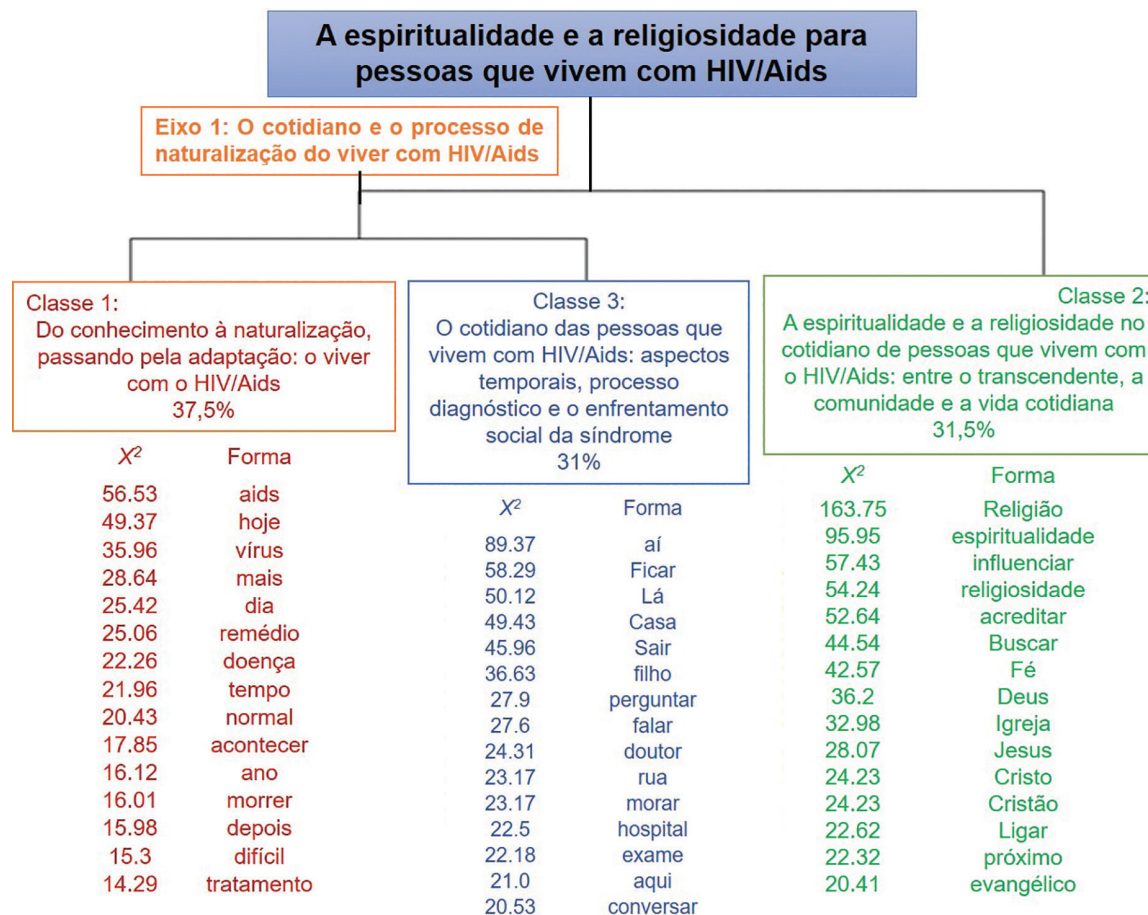 A espiritualidade e a religiosidade para
pessoas que vivem com HIV/Aids
Eixo 1: O cotidiano e o processo de
naturalização do viver com HIV/Aids
Classe 1:
Do conhecimento à naturalização,
passando pela adaptação: o viver
com o HIV/Aids
37,5%
X² Forma
56.53 aids
49.37 hoje
35.96 vírus
28.64 mais
25.42 dia
25.06 remédio
22.26 doença
21.96 tempo
20.43 normal
17.85 acontecer
16.12 ano
16.01 morrer
15.98 depois
15.3 difícil
14.29 tratamento
Classe 3:
O cotidiano das pessoas que
vivem com HIV/Aids: aspectos
temporais, processo
diagnóstico e o enfrentamento
social da síndrome
31%
X² Forma
89.37 aí
58.29 Ficar
50.12 Lá
49.43 Casa
45.96 Sair
36.63 filho
27.9 perguntar
27.6 falar
24.31 doutor
23.17 rua
23.17 morar
22.5 hospital
22.18 exame
21.0 aqui
20.53 conversar
Classe 2:
A espiritualidade e a religiosidade no
cotidiano de pessoas que vivem com
o HIV/Aids: entre o transcendente, a
comunidade e a vida cotidiana
31,5%
X² Forma
163.75 Religião
95.95 espiritualidade
57.43 influenciar
54.24 religiosidade
52.64 acreditar
44.54 Buscar
42.57 Fé
36.2 Deus
32.98 Igreja
28.07 Jesus
24.23 Cristo
24.23 Cristão
22.62 Ligar
22.32 próximo
20.41 evangélico